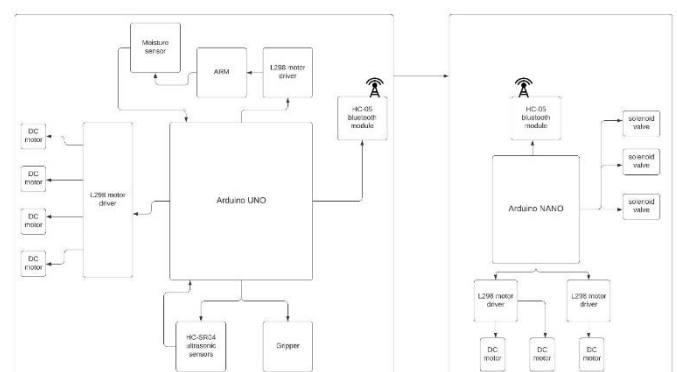 Moisture
sensor
ARM
L298 motor
driver
HC-05
bluetooth
module
DC
motor
DC
motor
DC
motor
DC
motor
L298 motor
driver
Arduino UNO
HC-SR04
ultrasonic
sensors
Gripper
HC-05
bluetooth
module
solenoid
valve
solenoid
valve
solenoid
valve
Arduino NANO
L298 motor
driver
L298 motor
driver
DC
motor
DC
motor
DC
motor